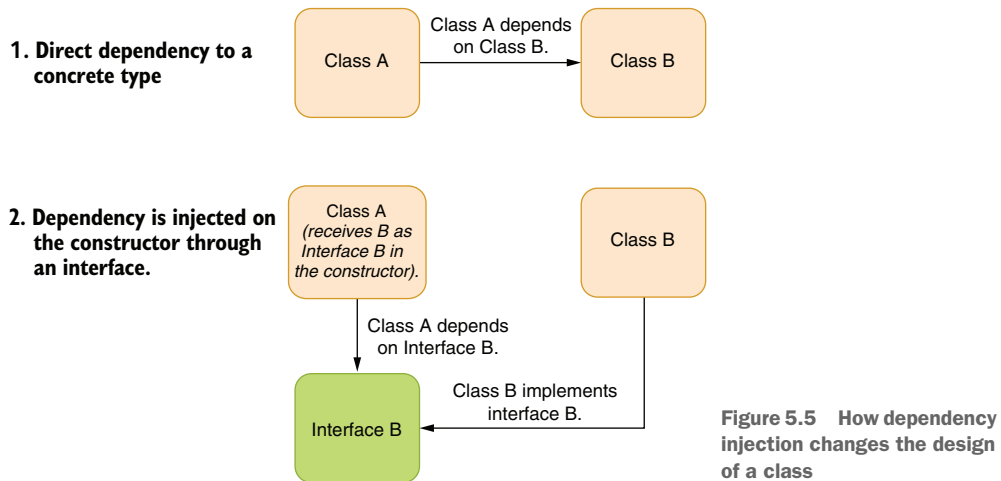 1. Direct dependency to a
concrete type
Class A
Class A depends
on Class B.
Class B
2. Dependency is injected on
the constructor through
an interface.
Class A
(receives B as
Interface B in
the constructor).
Class B
Class A depends
on Interface B.
Class B implements
interface B.
Interface B
Figure 5.5 How dependency
injection changes the design
of a class